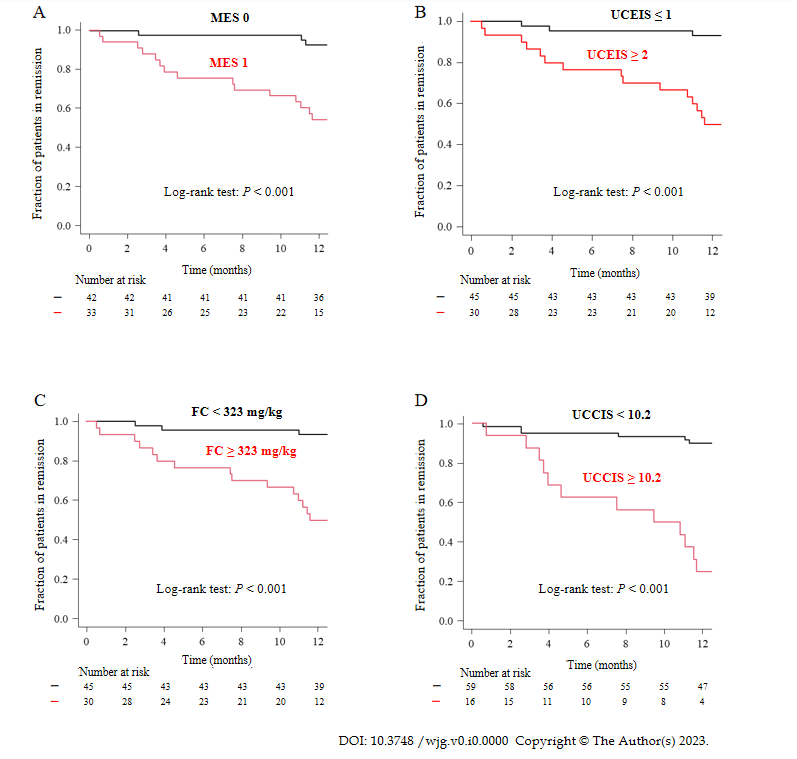 A
MES 0
MES 1
Fraction of patients in remission
1.0
0.8
0.6
0.4
0.2
0.0
Log-rank test: P < 0.001
0 2 4 6 8 10 12
Time (months)
Number at risk
42 42 41 41 41 41 36
33 31 26 25 23 22 15
B
UCEIS ≤ 1
UCEIS ≥ 2
Fraction of patients in remission
1.0
0.8
0.6
0.4
0.2
0.0
Log-rank test: P < 0.001
0 2 4 6 8 10 12
Time (months)
Number at risk
45 45 43 43 43 43 39
30 28 23 23 21 20 12
C
FC < 323 mg/kg
FC ≥ 323 mg/kg
Fraction of patients in remission
1.0
0.8
0.6
0.4
0.2
0.0
Log-rank test: P < 0.001
0 2 4 6 8 10 12
Time (months)
Number at risk
45 45 43 43 43 43 39
30 28 24 23 21 20 12
D
UCCIS < 10.2
UCCIS ≥ 10.2
Fraction of patients in remission
1.0
0.8
0.6
0.4
0.2
0.0
Log-rank test: P < 0.001
0 2 4 6 8 10 12
Time (months)
Number at risk
59 58 56 56 55 55 47
16 15 11 10 9 8 4
DOI: 10.3748 /wjg.v0.i0.0000 Copyright © The Author(s) 2023.